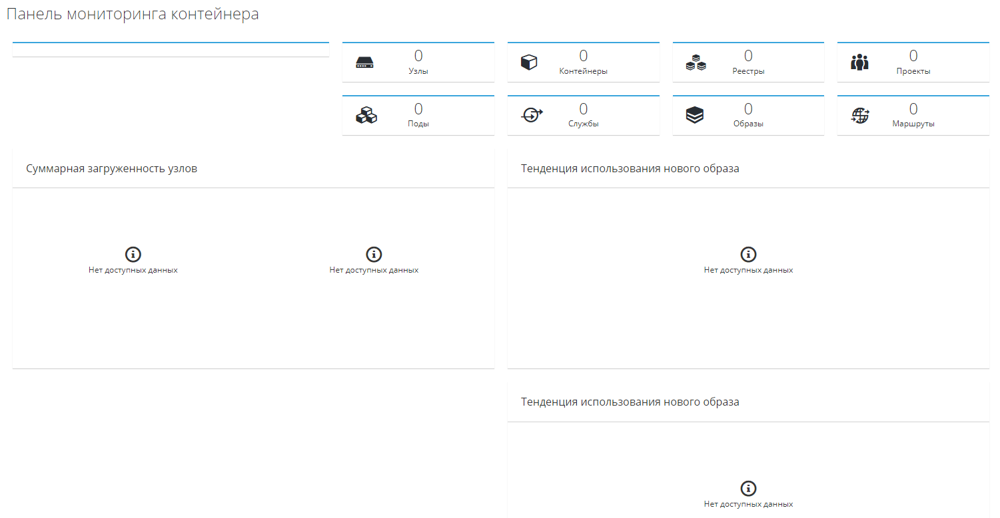 Панель мониторинга контейнера
0
Узлы
0
Контейнеры
0
Реестры
0
Проекты
0
Поды
0
Службы
0
Образы
0
Маршруты
Суммарная загруженность узлов
Нет доступных данных
Нет доступных данных
Тенденция использования нового образа
Нет доступных данных
Тенденция использования нового образа
Нет доступных данных